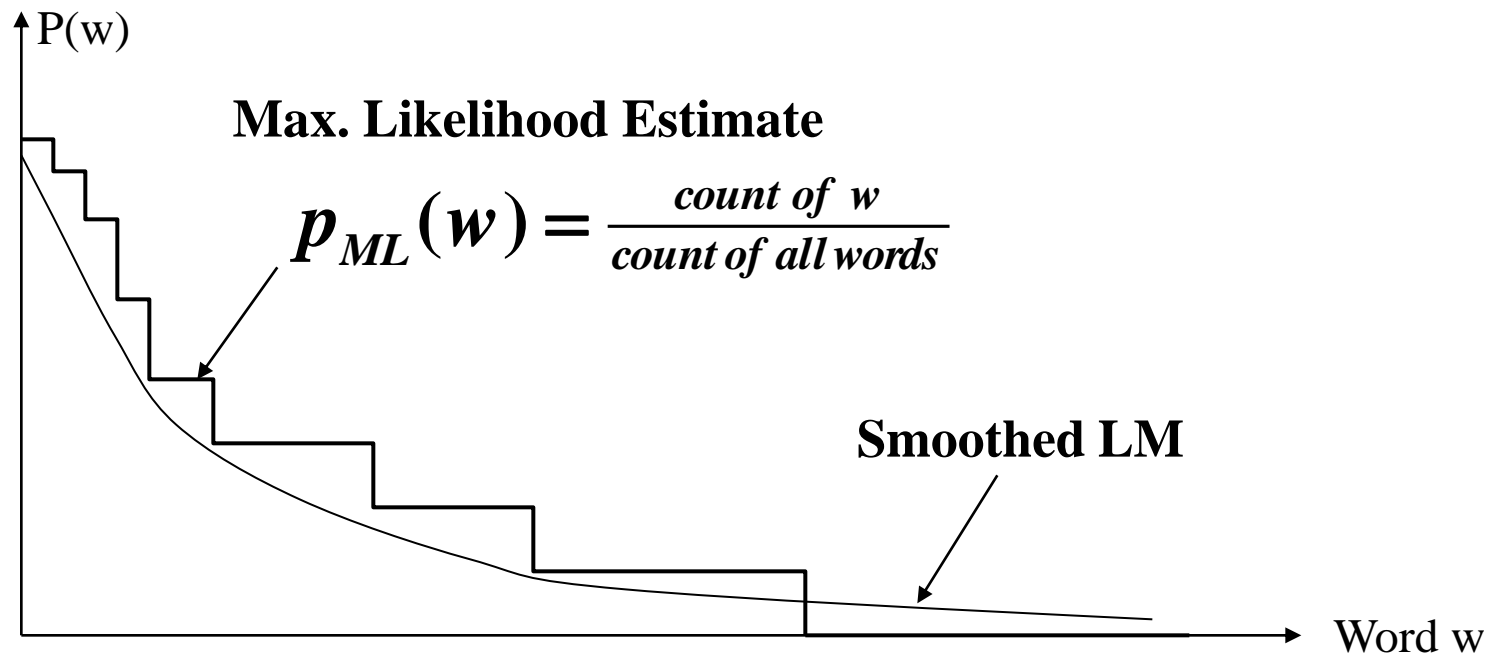 P(w)
Max. Likelihood Estimate
p_ML(w) = count of w / count of all words
Smoothed LM
Word w